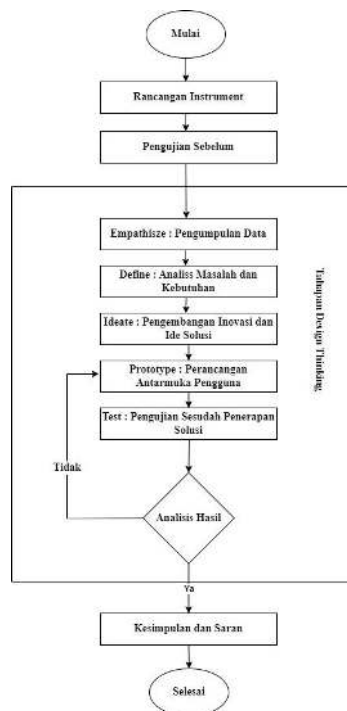 Mulai
Rancangan Instrument
Pengujian Sebelum
Empathisze : Pengumpulan Data
Define : Analiss Masalah dan
Kebutuhan
Ideate : Pengembangan Inovasi dan
Ide Solusi
Prototype : Perancangan
Antarmuka Pengguna
Test : Pengujian Sesudah Penerapan
Solusi
Tidak
Analisis Hasil
Ya
Tahapan Design Thinking
Kesimpulan dan Saran
Selesai